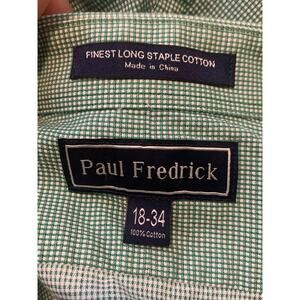 FINEST LONG STAPLE COTTON
Made in China
Paul Fredrick
18-34
100% Cotton